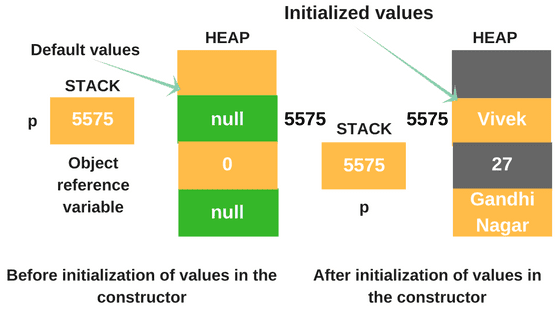 Initialized values
Default values
HEAP
HEAP
STACK
p
5575
null
5575
5575
Vivek
STACK
Object
reference
variable
0
5575
27
p
null
Gandhi
Nagar
Before initialization of values in the
constructor
After initialization of values in
the constructor